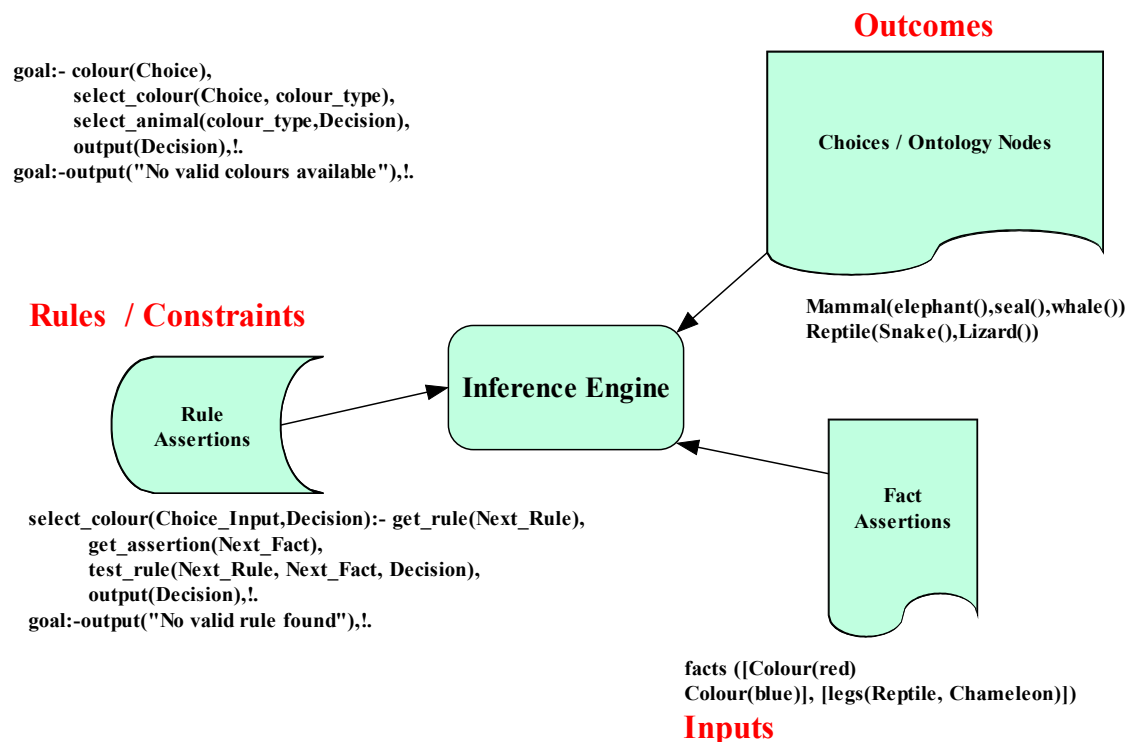 Outcomes
goal:- colour(Choice),
select_colour(Choice, colour_type),
select_animal(colour_type,Decision),
output(Decision),!.
goal:-output("No valid colours available"),!.
Choices / Ontology Nodes
Mammal(elephant(),seal(),whale())
Reptile(Snake(),Lizard())
Rules / Constraints
Inference Engine
Rule
Assertions
select_colour(Choice_Input,Decision):- get_rule(Next_Rule),
get_assertion(Next_Fact),
test_rule(Next_Rule, Next_Fact, Decision),
output(Decision),!.
goal:-output("No valid rule found"),!.
Fact
Assertions
facts ([Colour(red)
Colour(blue)], [legs(Reptile, Chameleon)])
Inputs